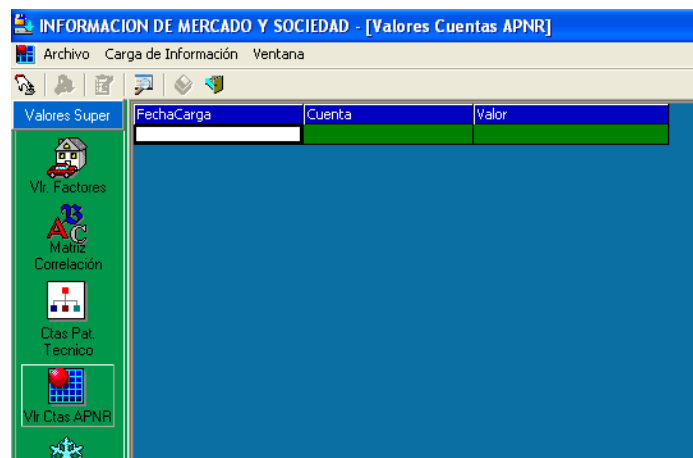 INFORMACION DE MERCADO Y SOCIEDAD - [Valores Cuentas APNR]
Archivo Carga de Información Ventana
Valores Super
FechaCarga Cuenta Valor
Vlr. Factores
Matriz
Correlación
Ctas Pat.
Tecnico
Vlr Ctas APNR